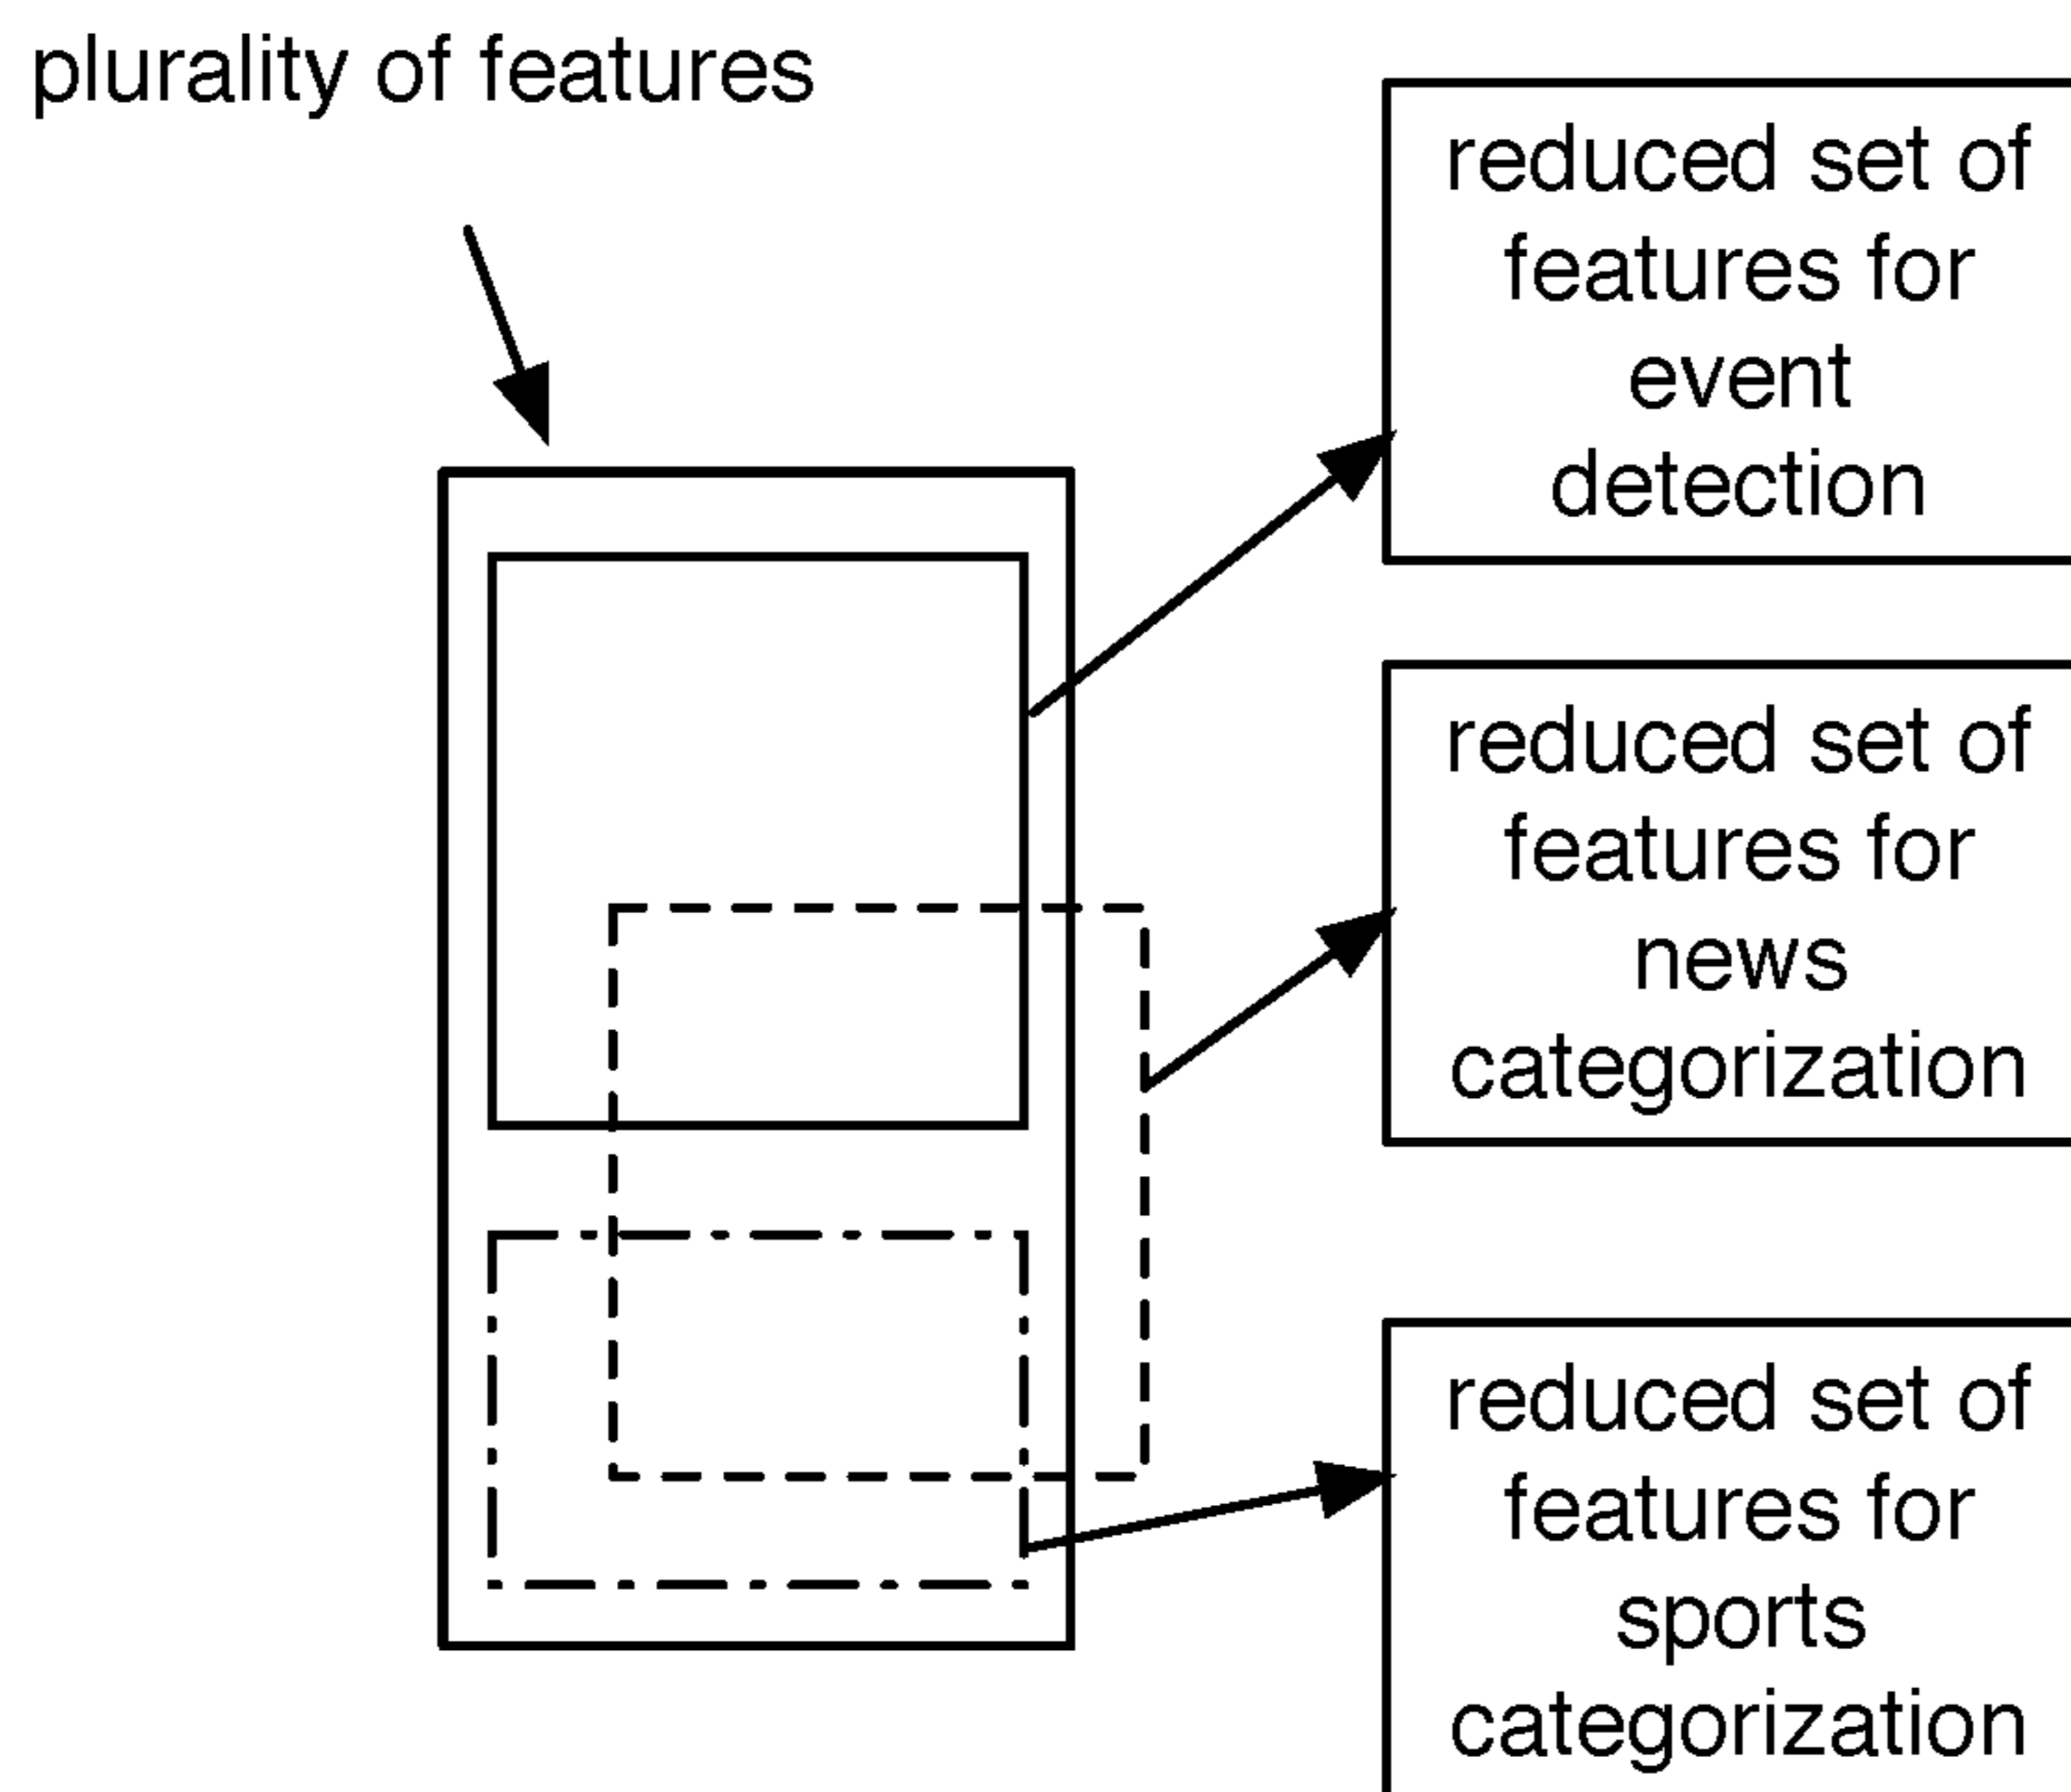 plurality of features
reduced set of
features for
event
detection
reduced set of
features for
news
categorization
reduced set of
features for
sports
categorization